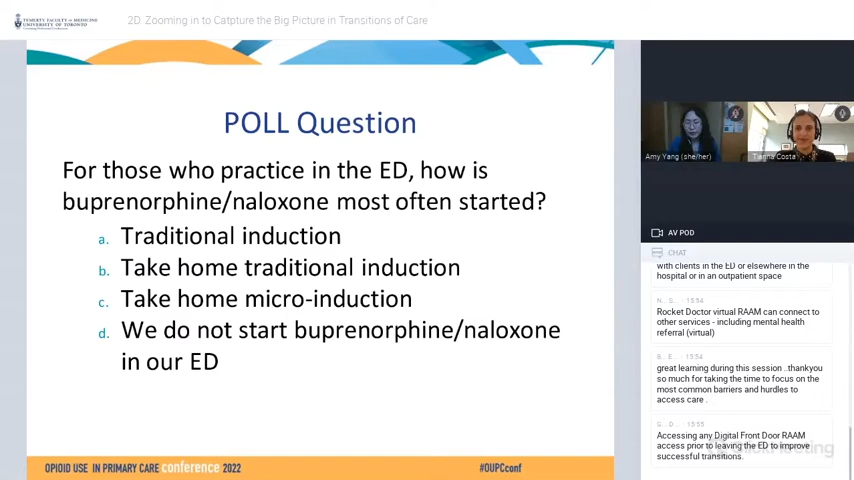 TEMERTY FACULTY OF MEDICINE
UNIVERSITY OF TORONTO
2D. Zooming in to Catpture the Big Picture in Transitions of Care
POLL Question
For those who practice in the ED, how is
buprenorphine/naloxone most often started?
a. Traditional induction
b. Take home traditional induction
c. Take home micro-induction
d. We do not start buprenorphine/naloxone
in our ED
OPIOID USE IN PRIMARY CARE conference 2022
#OUPCconf
Amy Yang (she/her)
Tianna Costa
AV POD
CHAT
with clients in the ED or elsewhere in the
hospital or in an outpatient space
N... S... · 15:54
Rocket Doctor virtual RAAM can connect to
other services - including mental health
referral (virtual)
B... E... · 15:54
great learning during this session ..thankyou
so much for taking the time to focus on the
most common barriers and hurdles to
access care .
G... D... · 15:55
Accessing any Digital Front Door RAAM
access prior to leaving the ED to improve
successful transitions.